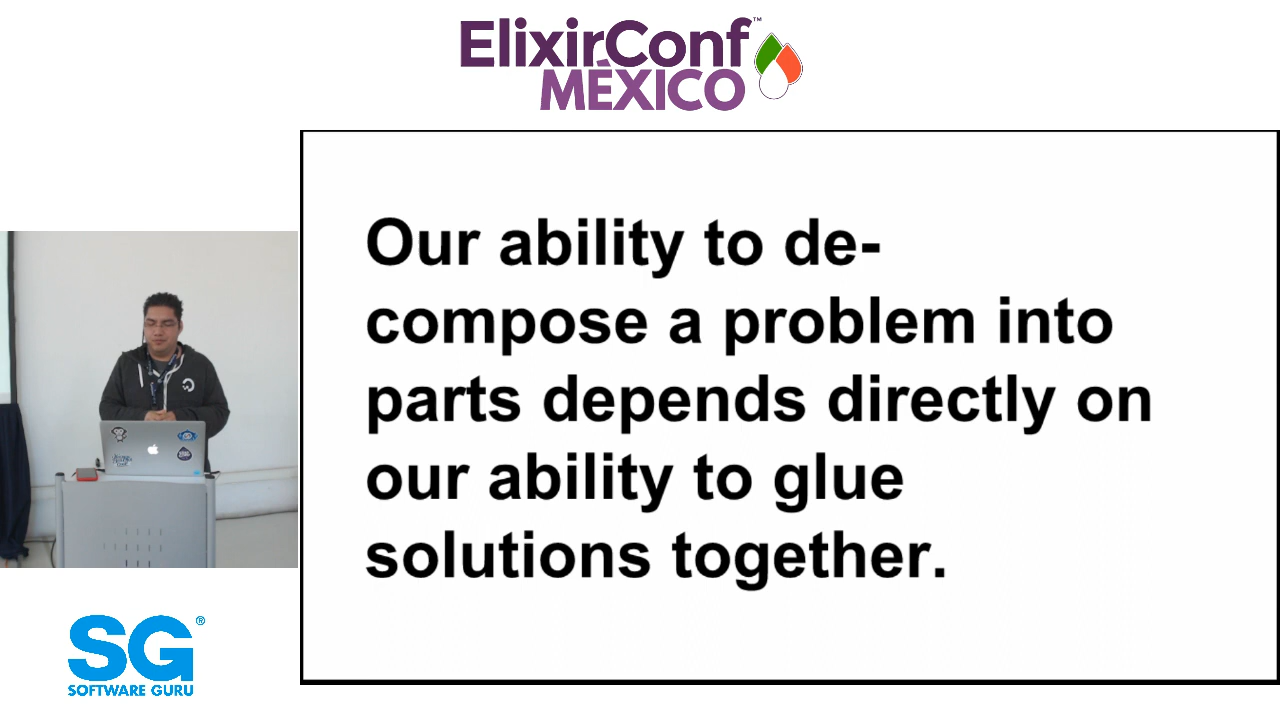 ElixirConf™
MÉXICO
Our ability to de-
compose a problem into
parts depends directly on
our ability to glue
solutions together.
SG®
SOFTWARE GURU